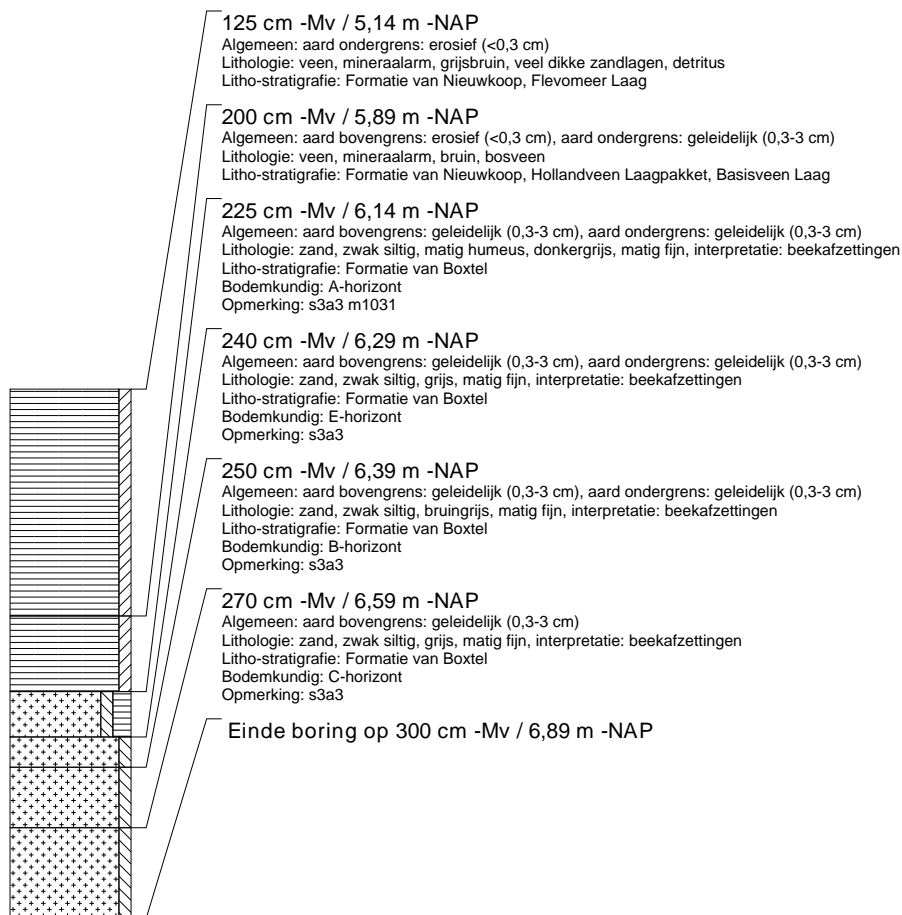 125 cm -Mv / 5,14 m -NAP
Algemeen: aard ondergrens: erosief (<0,3 cm)
Lithologie: veen, mineraalarm, grijsbruin, veel dikke zandlagen, detritus
Litho-stratigrafie: Formatie van Nieuwkoop, Flevomeer Laag
200 cm -Mv / 5,89 m -NAP
Algemeen: aard bovengrens: erosief (<0,3 cm), aard ondergrens: geleidelijk (0,3-3 cm)
Lithologie: veen, mineraalarm, bruin, bosveen
Litho-stratigrafie: Formatie van Nieuwkoop, Hollandveen Laagpakket, Basisveen Laag
225 cm -Mv / 6,14 m -NAP
Algemeen: aard bovengrens: geleidelijk (0,3-3 cm), aard ondergrens: geleidelijk (0,3-3 cm)
Lithologie: zand, zwak siltig, matig humeus, donkergrijs, matig fijn, interpretatie: beekafzettingen
Litho-stratigrafie: Formatie van Boxtel
Bodemkundig: A-horizont
Opmerking: s3a3 m1031
240 cm -Mv / 6,29 m -NAP
Algemeen: aard bovengrens: geleidelijk (0,3-3 cm), aard ondergrens: geleidelijk (0,3-3 cm)
Lithologie: zand, zwak siltig, grijs, matig fijn, interpretatie: beekafzettingen
Litho-stratigrafie: Formatie van Boxtel
Bodemkundig: E-horizont
Opmerking: s3a3
250 cm -Mv / 6,39 m -NAP
Algemeen: aard bovengrens: geleidelijk (0,3-3 cm), aard ondergrens: geleidelijk (0,3-3 cm)
Lithologie: zand, zwak siltig, bruingrijs, matig fijn, interpretatie: beekafzettingen
Litho-stratigrafie: Formatie van Boxtel
Bodemkundig: B-horizont
Opmerking: s3a3
270 cm -Mv / 6,59 m -NAP
Algemeen: aard bovengrens: geleidelijk (0,3-3 cm)
Lithologie: zand, zwak siltig, grijs, matig fijn, interpretatie: beekafzettingen
Litho-stratigrafie: Formatie van Boxtel
Bodemkundig: C-horizont
Opmerking: s3a3
Einde boring op 300 cm -Mv / 6,89 m -NAP